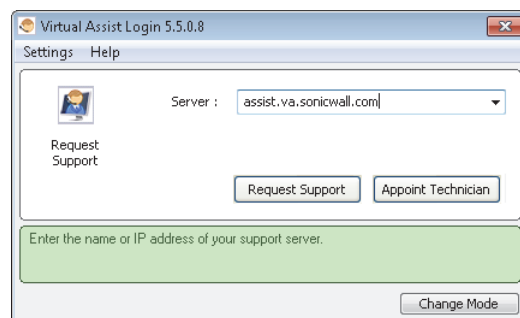 Virtual Assist Login 5.5.0.8
Settings Help
Server : assist.va.sonicwall.com
Request
Support
Request Support Appoint Technician
Enter the name or IP address of your support server.
Change Mode